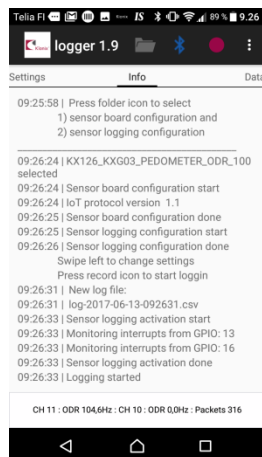 Telia FI 89 % 9.26
Kionix logger 1.9
Settings Info Data
09:25:58 | Press folder icon to select
1) sensor board configuration and
2) sensor logging configuration
09:26:24 | KX126_KXG03_PEDOMETER_ODR_100
selected
09:26:24 | Sensor board configuration start
09:26:24 | IoT protocol version 1.1
09:26:25 | Sensor board configuration done
09:26:25 | Sensor logging configuration start
09:26:26 | Sensor logging configuration done
Swipe left to change settings
Press record icon to start loggin
09:26:31 | New log file:
09:26:31 | log-2017-06-13-092631.csv
09:26:33 | Sensor logging activation start
09:26:33 | Monitoring interrupts from GPIO: 13
09:26:33 | Monitoring interrupts from GPIO: 16
09:26:33 | Sensor logging activation done
09:26:33 | Logging started
CH 11 : ODR 104,6Hz : CH 10 : ODR 0,0Hz : Packets 316